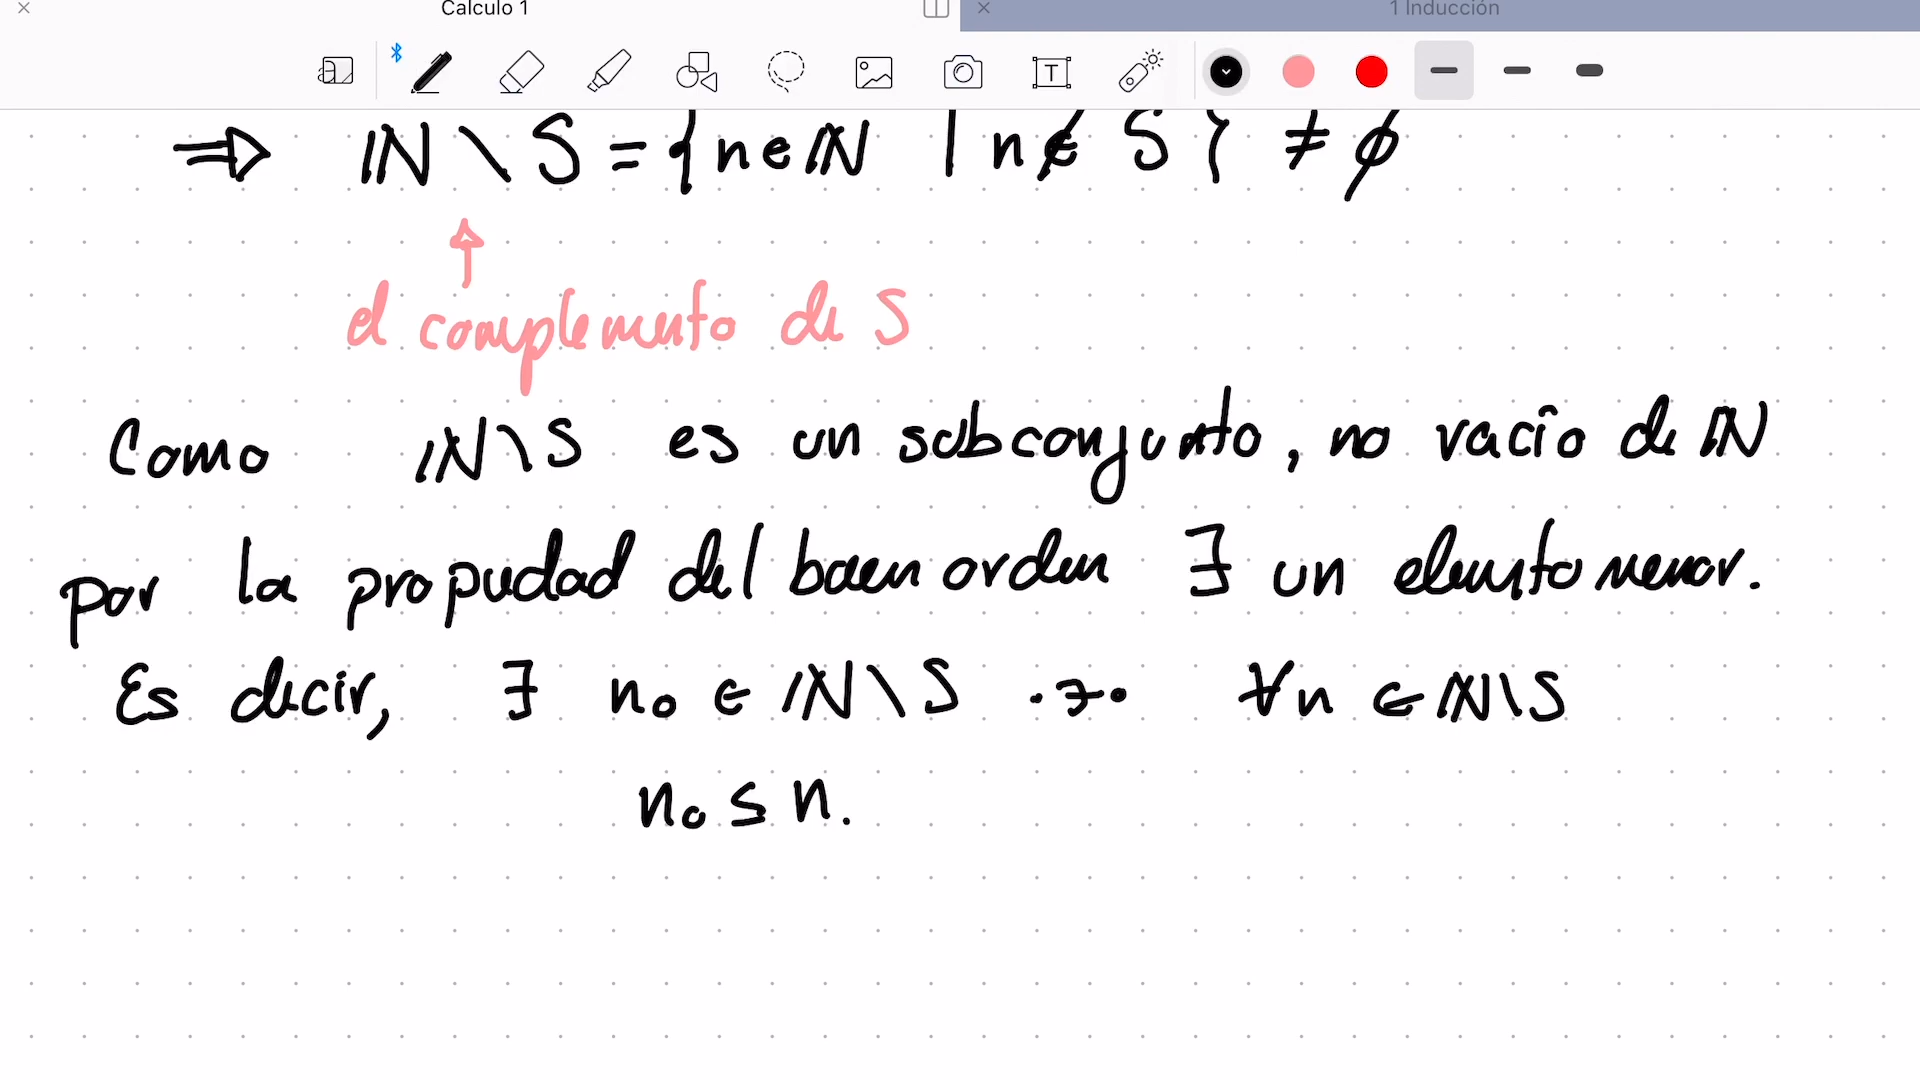 Calculo 1
1 Inducción
⇒ ℕ \ S = { n ∈ ℕ | n ∉ S } ≠ ∅
↑
el complemento de S
Como ℕ \ S es un subconjunto, no vacío de ℕ
por la propiedad del buen orden ∃ un elemento menor.
Es decir, ∃ n₀ ∈ ℕ \ S ·∋· ∀n ∈ ℕ \ S
n₀ ≤ n.